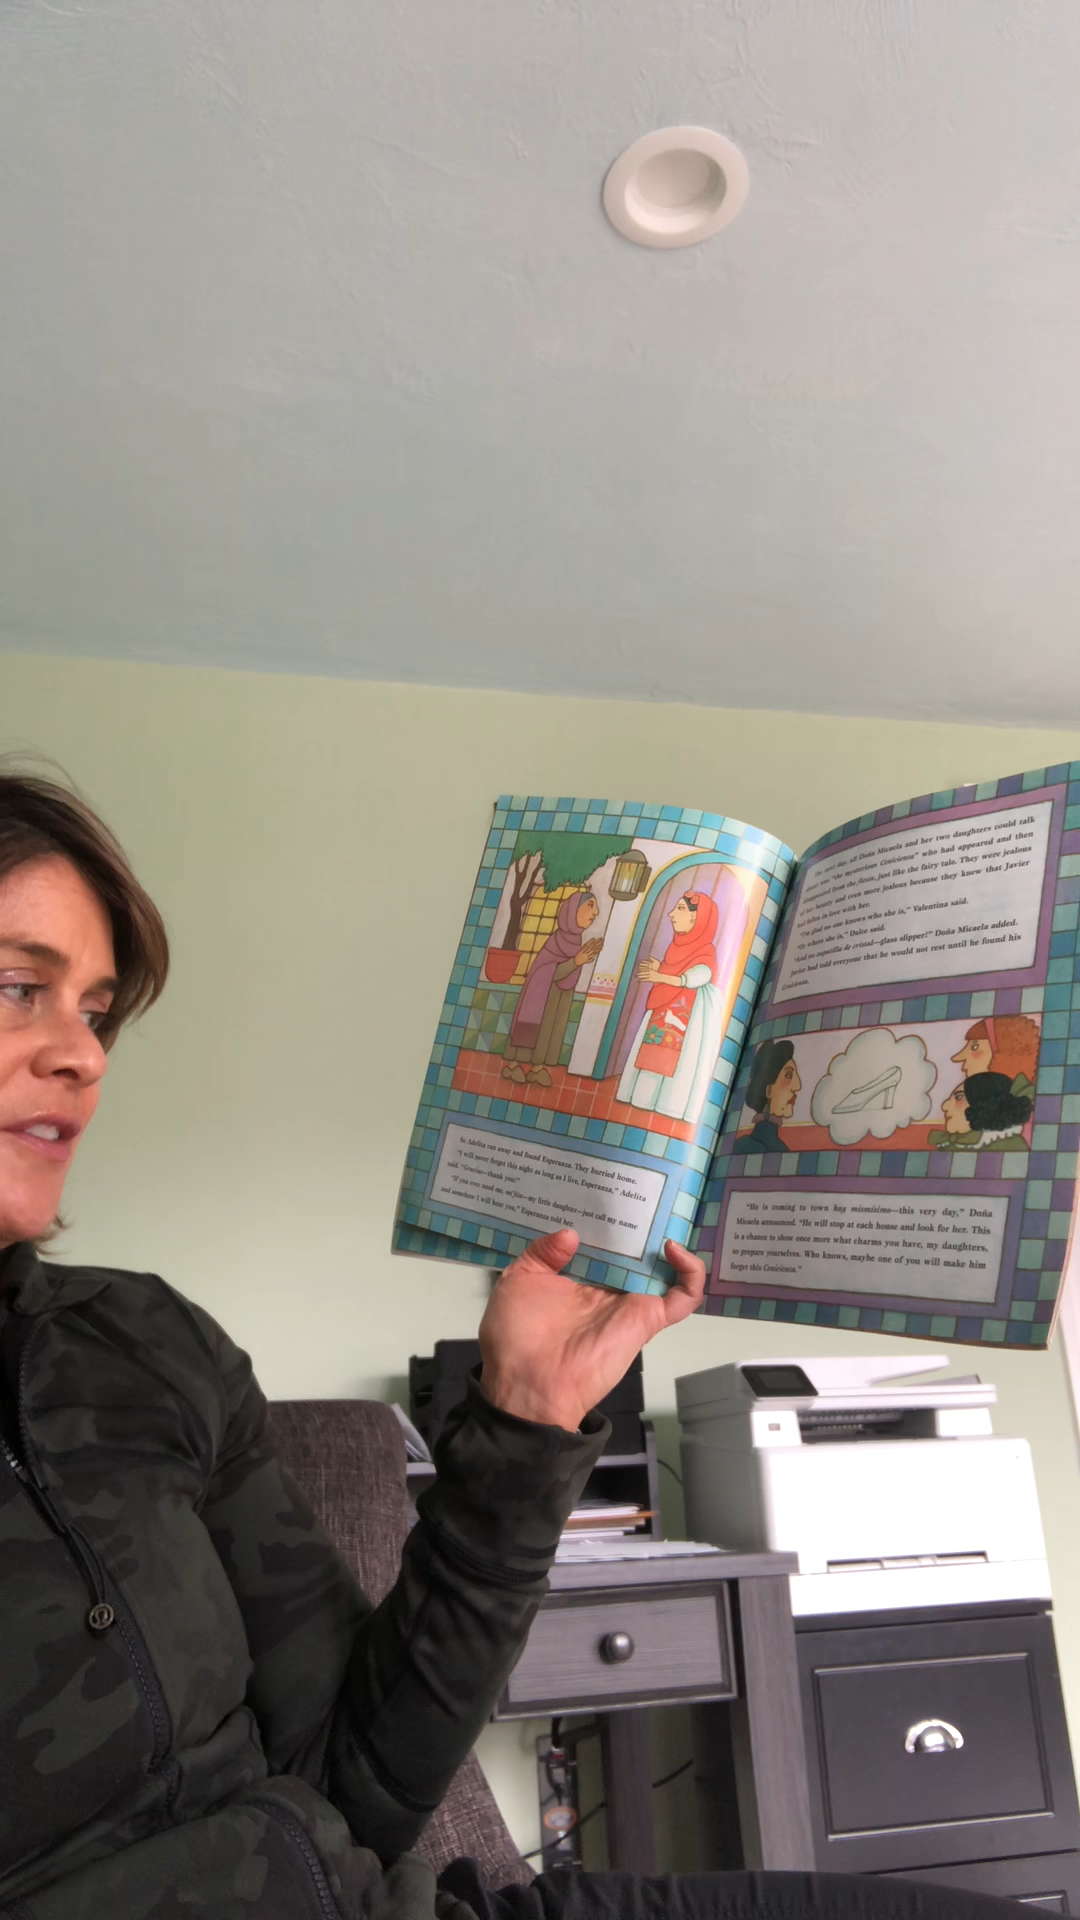 So Adelita ran away and found Esperanza. They hurried home.
"I will never forget this night as long as I live, Esperanza," Adelita
said. "Gracias—thank you!"
"If you ever need me, mi'jita—my little daughter—just call my name
and somehow I will hear you," Esperanza told her.
The next day, all Doña Micaela and her two daughters could talk
about was "the mysterious Cenicienta" who had appeared and then
disappeared from the fiesta, just like the fairy tale. They were jealous
of her beauty and even more jealous because they knew that Javier
had fallen in love with her.
"I'm glad no one knows who she is," Valentina said.
"Or where she is," Dulce said.
"And no zapatilla de cristal—glass slipper!" Doña Micaela added.
Javier had told everyone that he would not rest until he found his
Cenicienta.
"He is coming to town hoy mismísimo—this very day," Doña
Micaela announced. "He will stop at each house and look for her. This
is a chance to show once more what charms you have, my daughters,
so prepare yourselves. Who knows, maybe one of you will make him
forget this Cenicienta."